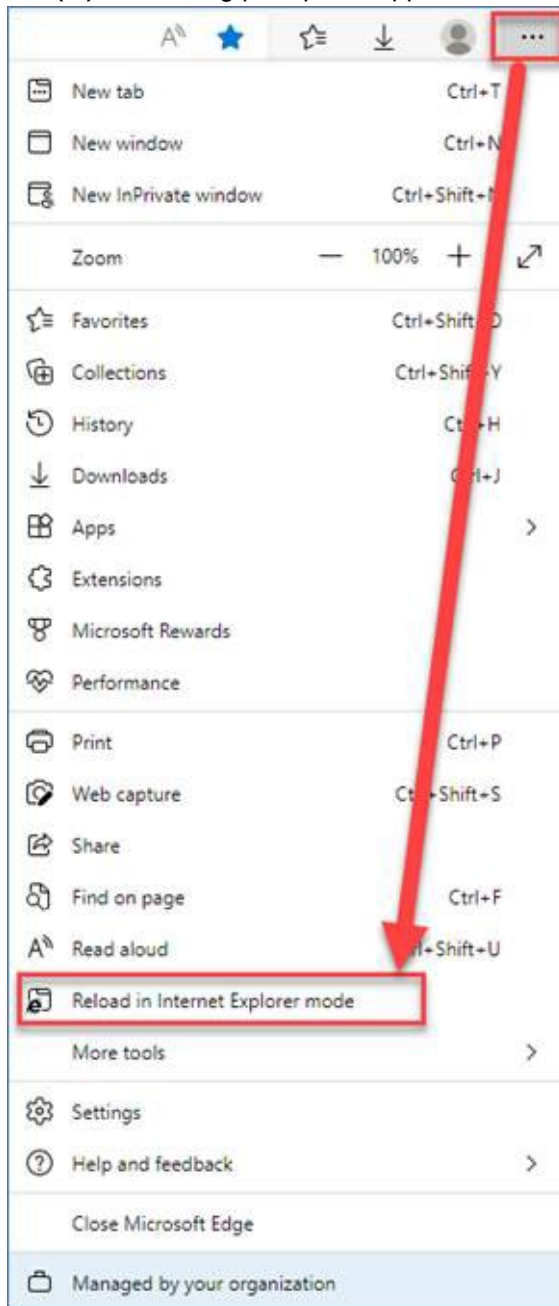 New tab Ctrl+T
New window Ctrl+N
New InPrivate window
Zoom 100%
Favorites
Collections
History
Downloads
Apps
Extensions
Microsoft Rewards
Performance
Print Ctrl+P
Web capture
Share
Find on page Ctrl+F
Read aloud
Reload in Internet Explorer mode
More tools
Settings
Help and feedback
Close Microsoft Edge
Managed by your organization